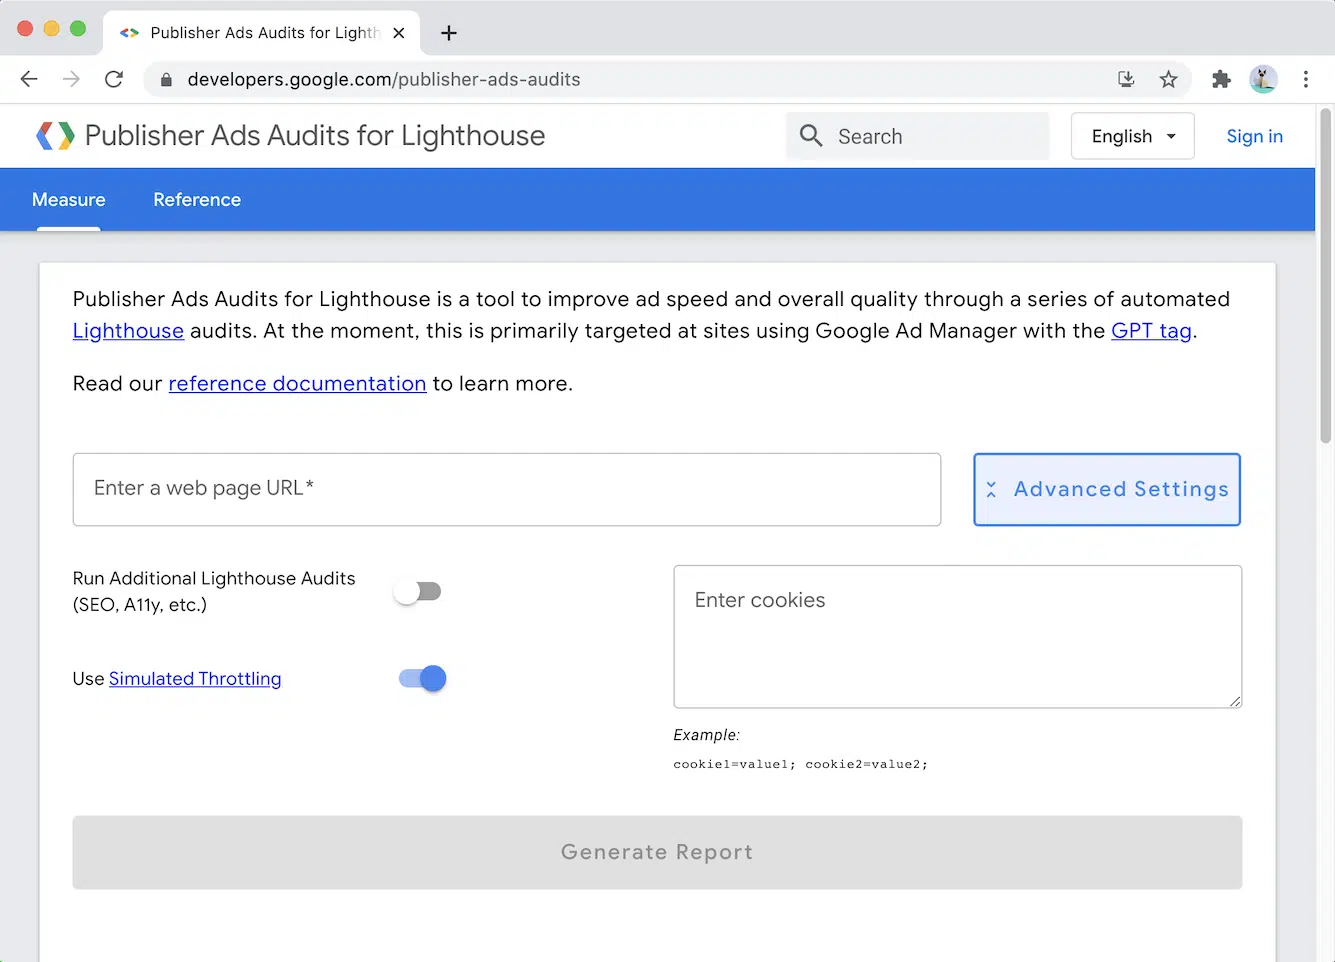 Publisher Ads Audits for Lighth
developers.google.com/publisher-ads-audits
Publisher Ads Audits for Lighthouse
Search
English
Sign in
Measure
Reference
Publisher Ads Audits for Lighthouse is a tool to improve ad speed and overall quality through a series of automated
Lighthouse audits. At the moment, this is primarily targeted at sites using Google Ad Manager with the GPT tag.
Read our reference documentation to learn more.
Enter a web page URL*
Advanced Settings
Run Additional Lighthouse Audits
(SEO, A11y, etc.)
Enter cookies
Use Simulated Throttling
Example:
cookie1=value1; cookie2=value2;
Generate Report